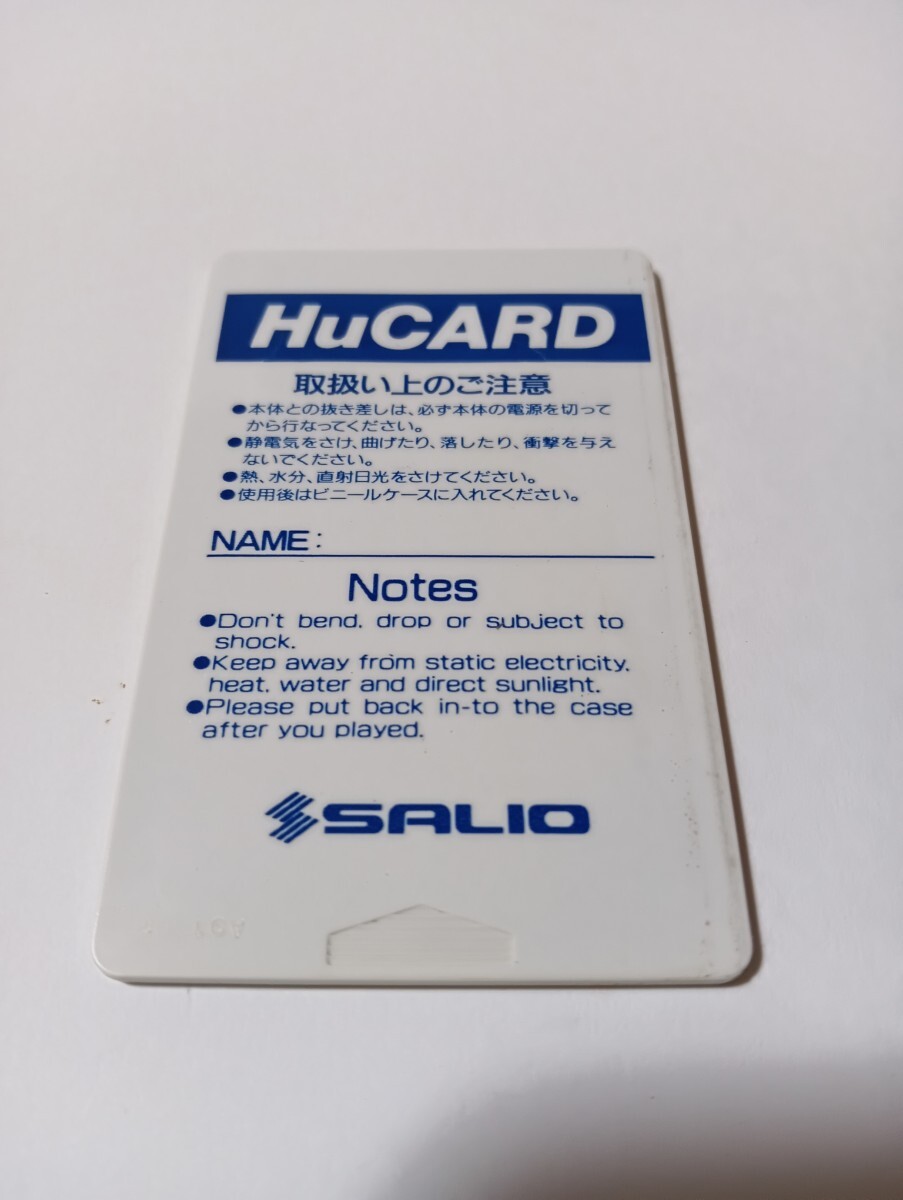 HuCARD
取扱い上のご注意
●本体との抜き差しは、必ず本体の電源を切って
から行なってください。
●静電気をさけ、曲げたり、落したり、衝撃を与え
ないでください。
●熱、水分、直射日光をさけてください。
●使用後はビニールケースに入れてください。
NAME:
Notes
●Don't bend. drop or subject to
shock.
●Keep away from static electricity.
heat. water and direct sunlight.
●Please put back in-to the case
after you played.
SALIO